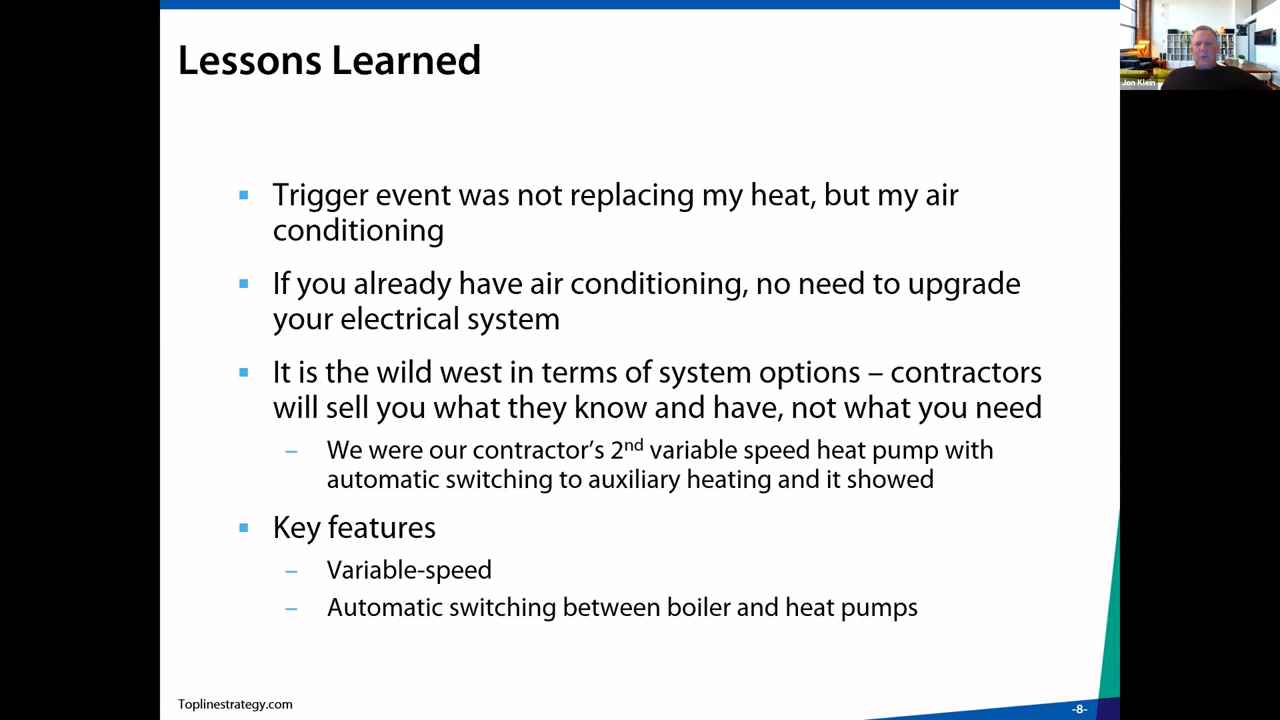 Lessons Learned
Jon Klein
▪ Trigger event was not replacing my heat, but my air
conditioning
▪ If you already have air conditioning, no need to upgrade
your electrical system
▪ It is the wild west in terms of system options – contractors
will sell you what they know and have, not what you need
– We were our contractor’s 2nd variable speed heat pump with
automatic switching to auxiliary heating and it showed
▪ Key features
– Variable-speed
– Automatic switching between boiler and heat pumps
Toplinestrategy.com
-8-